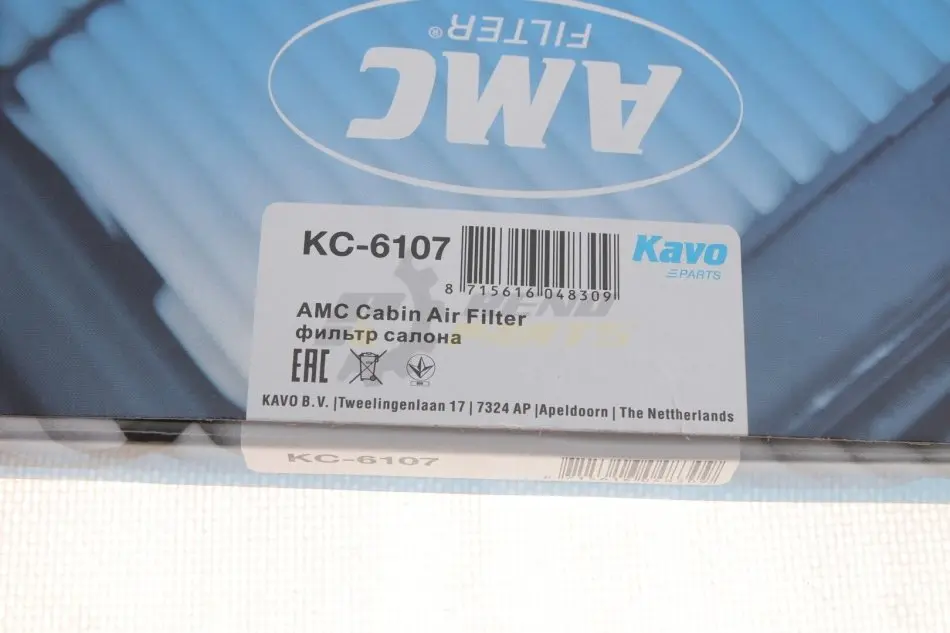 AMC
FILTER®
KC-6107
8 715616 048309
Kavo
PARTS
AMC Cabin Air Filter
фильтр салона
EAC
KAVO B.V. |Tweelingenlaan 17 | 7324 AP |Apeldoorn | The Nettherlands
KC-6107